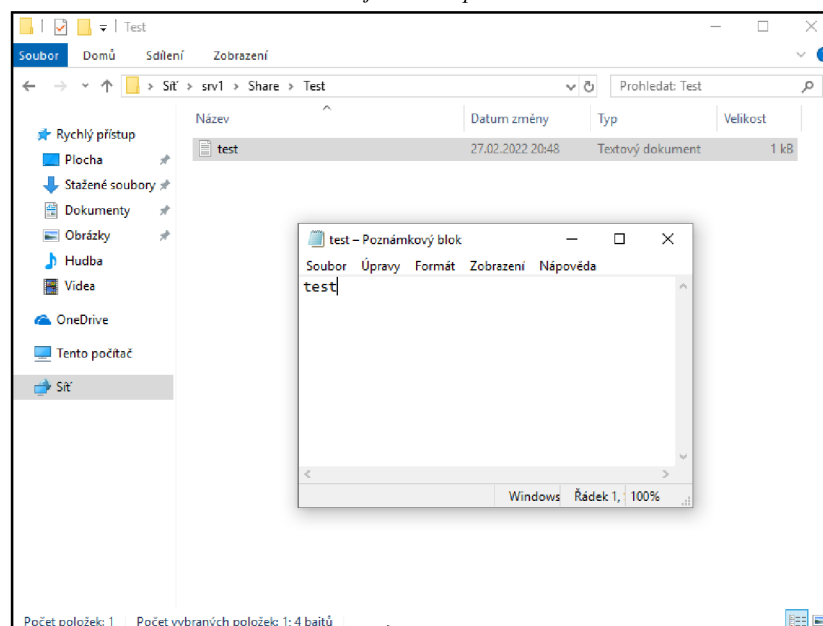 Test
Soubor Domů Sdílení Zobrazení
Síť > srv1 > Share > Test Prohledat: Test
Název Datum změny Typ Velikost
test 27.02.2022 20:48 Textový dokument 1 kB
Rychlý přístup
Plocha
Stažené soubory
Dokumenty
Obrázky
Hudba
Videa
OneDrive
Tento počítač
Síť
test – Poznámkový blok
Soubor Úpravy Formát Zobrazení Nápověda
test
Windows Řádek 1, 100%
Počet položek: 1 Počet vybraných položek: 1: 4 bajtů